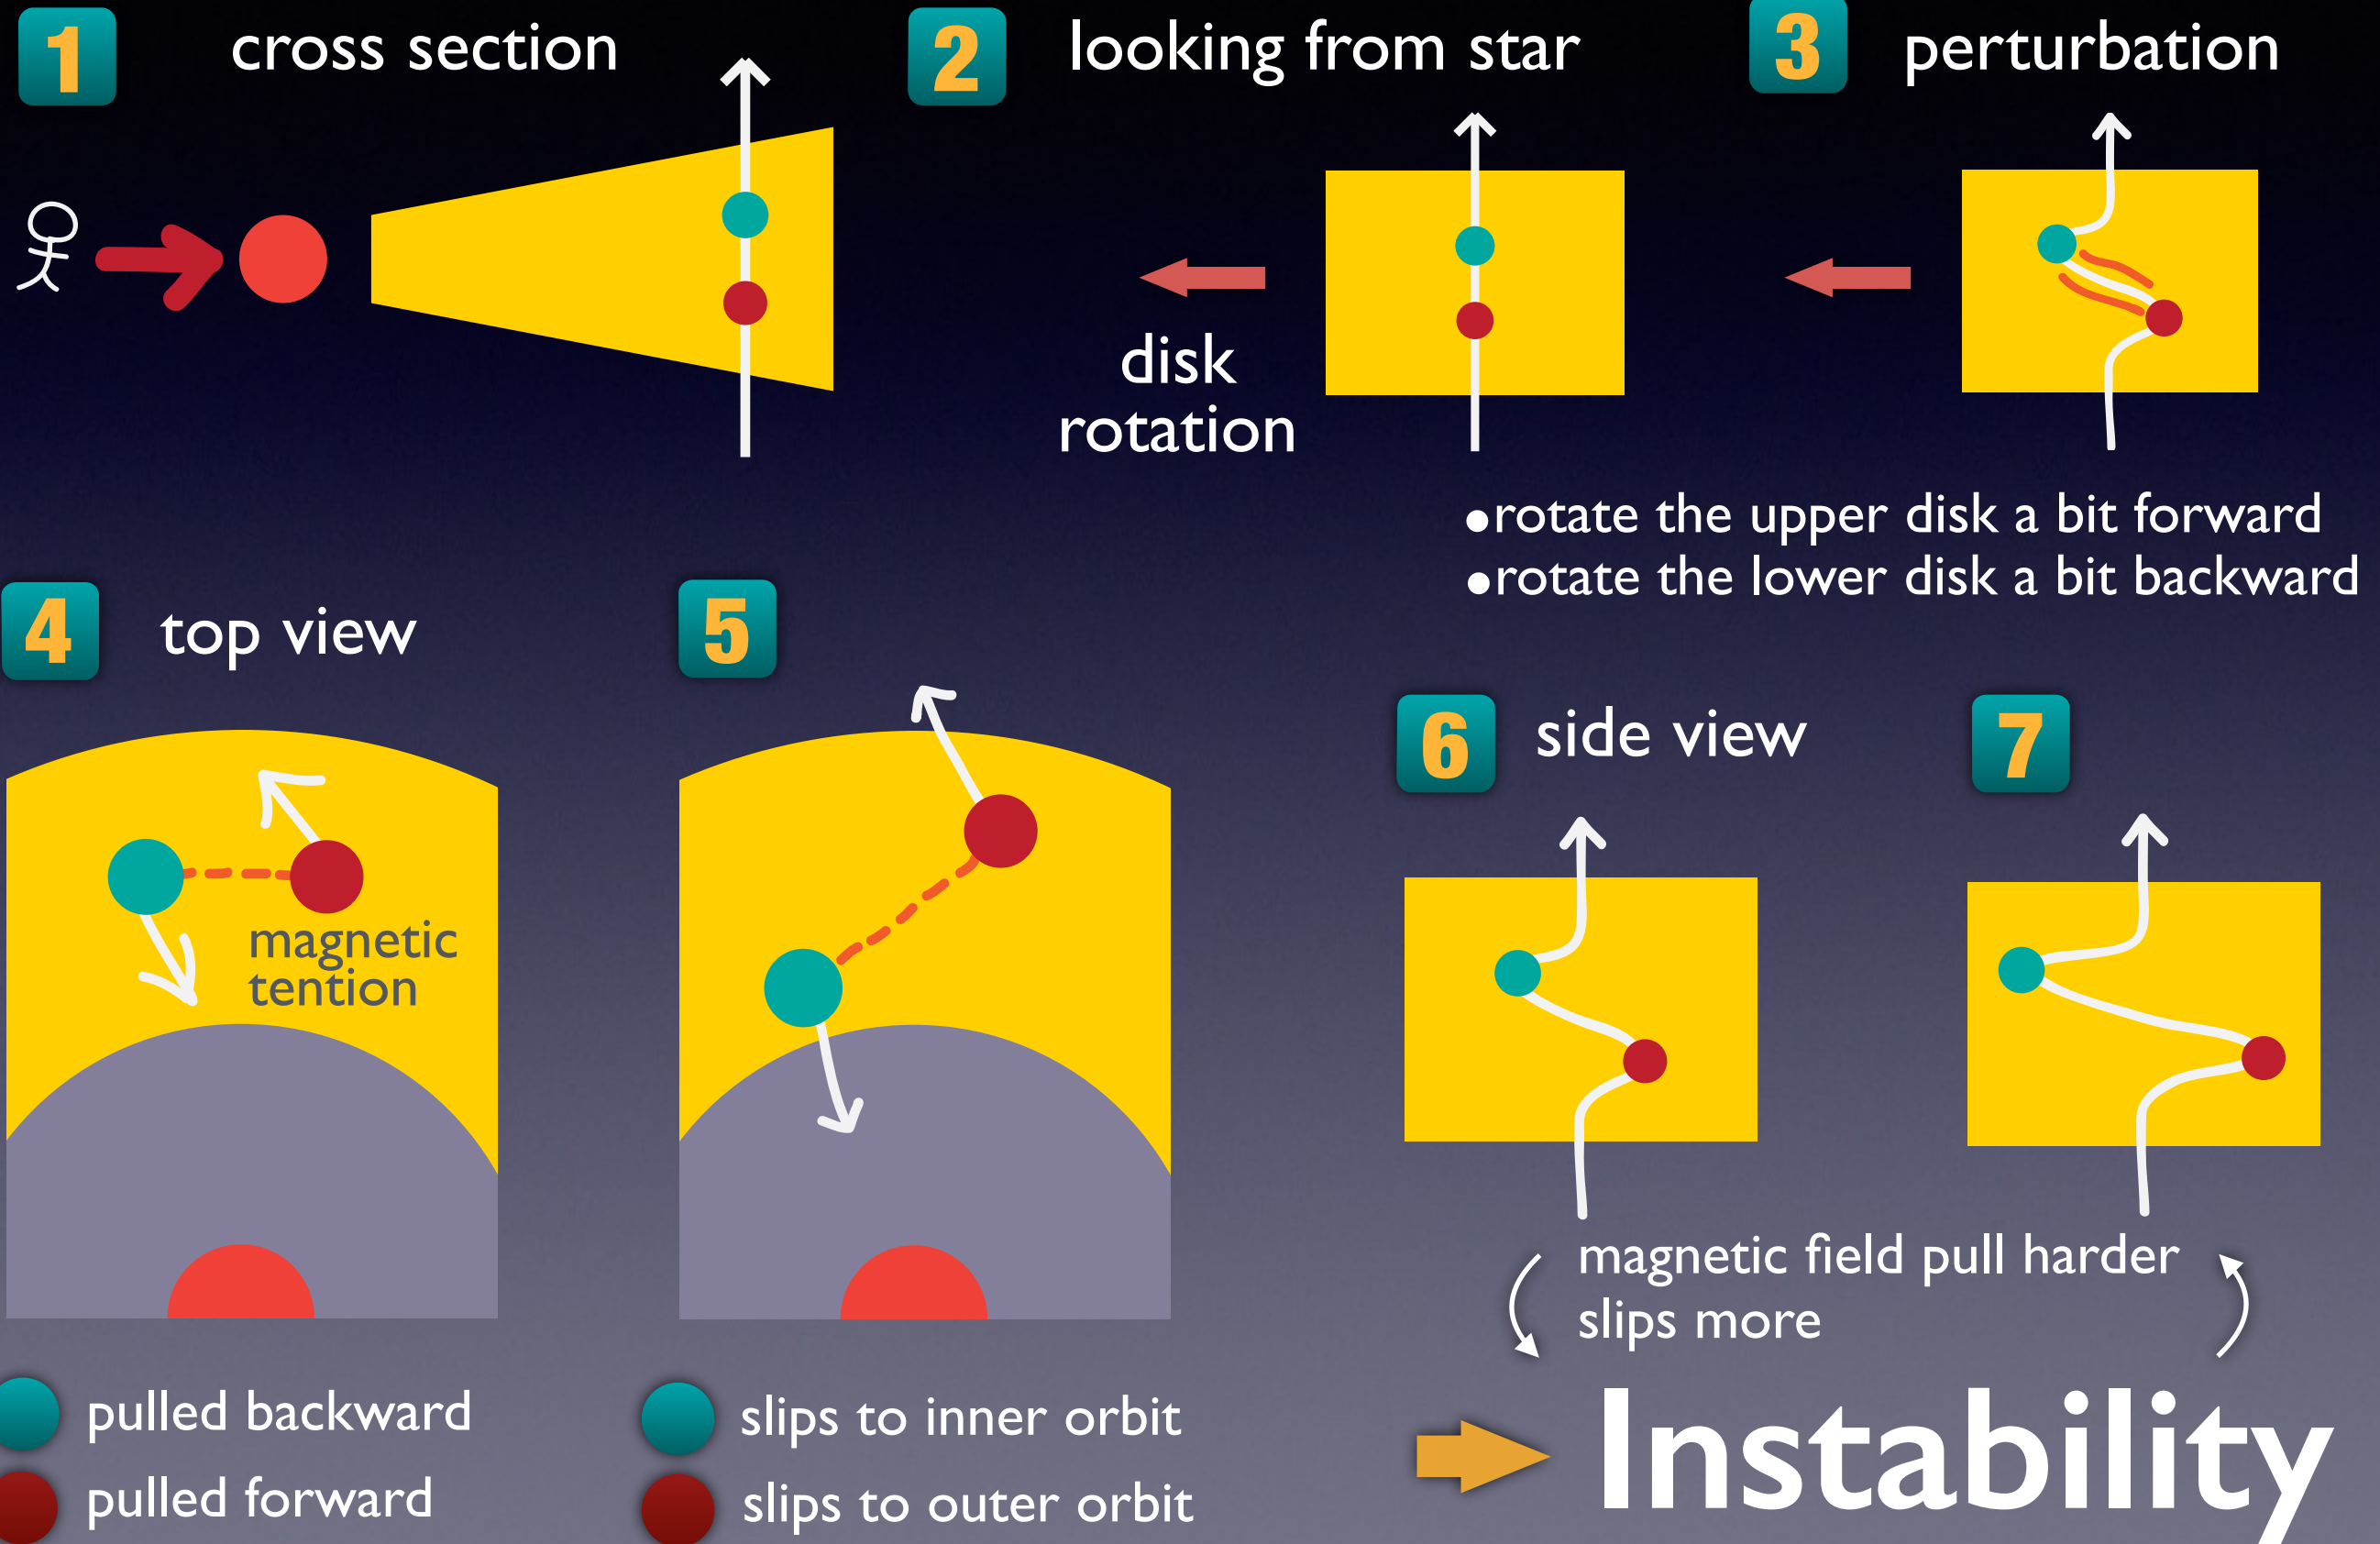 1 cross section
2 looking from star
3 perturbation
disk
rotation
•rotate the upper disk a bit forward
•rotate the lower disk a bit backward
4 top view
magnetic
tention
pulled backward
pulled forward
5
slips to inner orbit
slips to outer orbit
6 side view
7
magnetic field pull harder
slips more
Instability